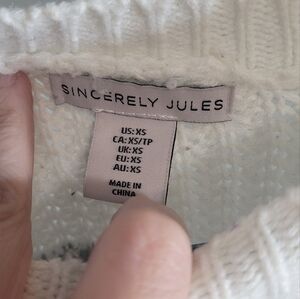 SINCERELY JULES
US: XS
CA: XS/TP
UK: XS
EU: XS
AU: XS
MADE IN
CHINA